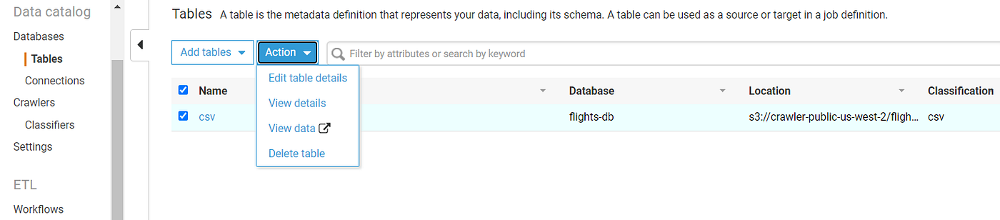 Data catalog
Databases
Tables
Connections
Crawlers
Classifiers
Settings
ETL
Workflows
Tables A table is the metadata definition that represents your data, including its schema. A table can be used as a source or target in a job definition.
Add tables Action Filter by attributes or search by keyword
Edit table details
View details
View data
Delete table
Name Database Location Classification
csv flights-db s3://crawler-public-us-west-2/fligh... csv